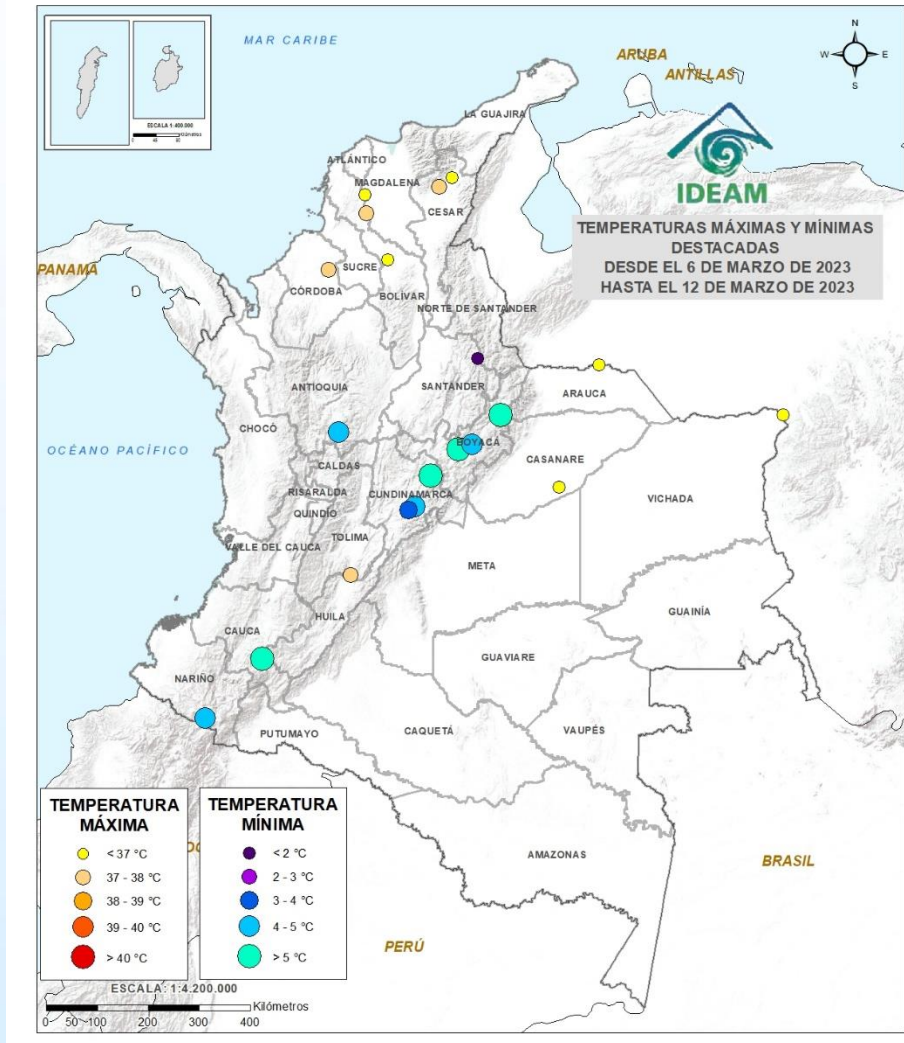 MAR CARIBE
N
W
E
S
ARUBA
ANTILLAS
ESCALA 1:400.000
Kilómetros
LA GUAJIRA
ATLÁNTICO
MAGDALENA
CESAR
IDEAM
TEMPERATURAS MÁXIMAS Y MÍNIMAS
DESTACADAS
DESDE EL 6 DE MARZO DE 2023
HASTA EL 12 DE MARZO DE 2023
PANAMA
SUCRE
CÓRDOBA
BOLÍVAR
NORTE DE SANTANDER
ANTIOQUIA
SANTANDER
ARAUCA
CHOCÓ
BOYACÁ
OCÉANO PACÍFICO
CASANARE
CALDAS
RISARALDA
CUNDINAMARCA
VICHADA
QUINDÍO
TOLIMA
VALLE DEL CAUCA
META
GUAINÍA
HUILA
CAUCA
GUAVIARE
NARIÑO
PUTUMAYO
CAQUETÁ
VAUPÉS
AMAZONAS
BRASIL
PERÚ
TEMPERATURA
MÁXIMA
< 37 °C
37 - 38 °C
38 - 39 °C
39 - 40 °C
> 40 °C
TEMPERATURA
MÍNIMA
< 2 °C
2 - 3 °C
3 - 4 °C
4 - 5 °C
> 5 °C
ESCALA: 1:4.200.000
Kilómetros
0 50 100 200 300 400